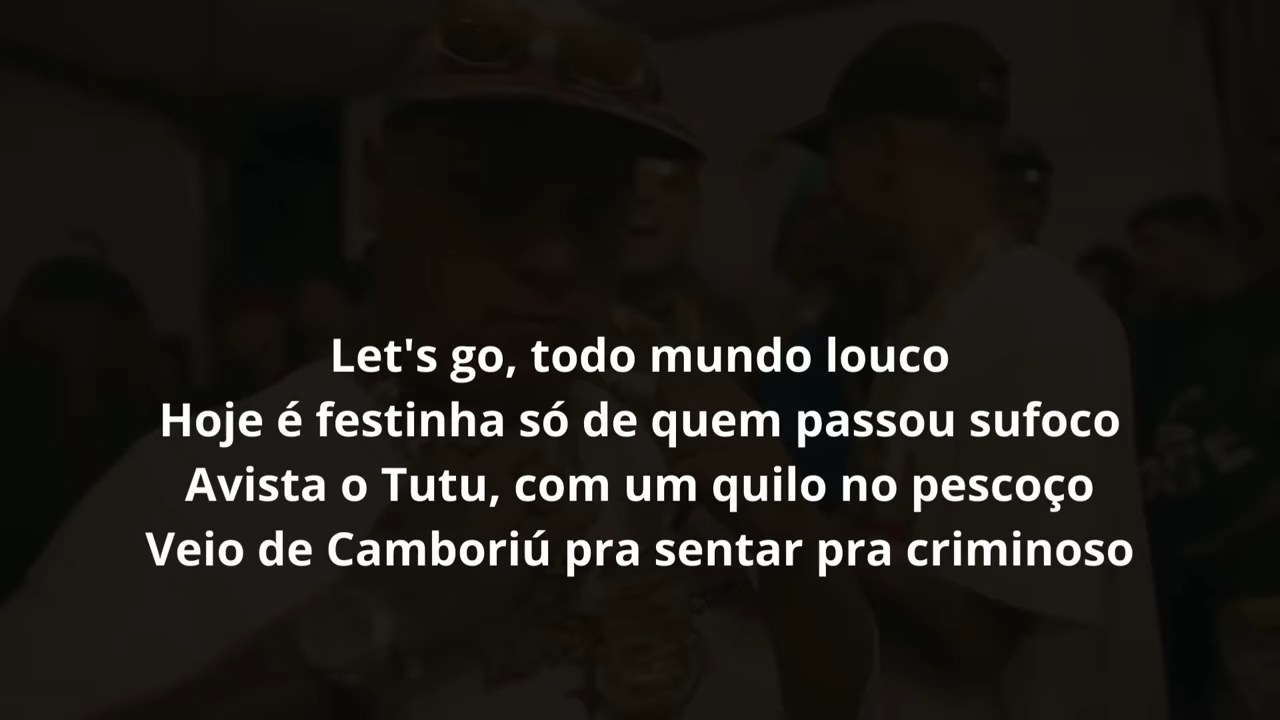 Let's go, todo mundo louco
Hoje é festinha só de quem passou sufoco
Avista o Tutu, com um quilo no pescoço
Veio de Camboriú pra sentar pra criminoso